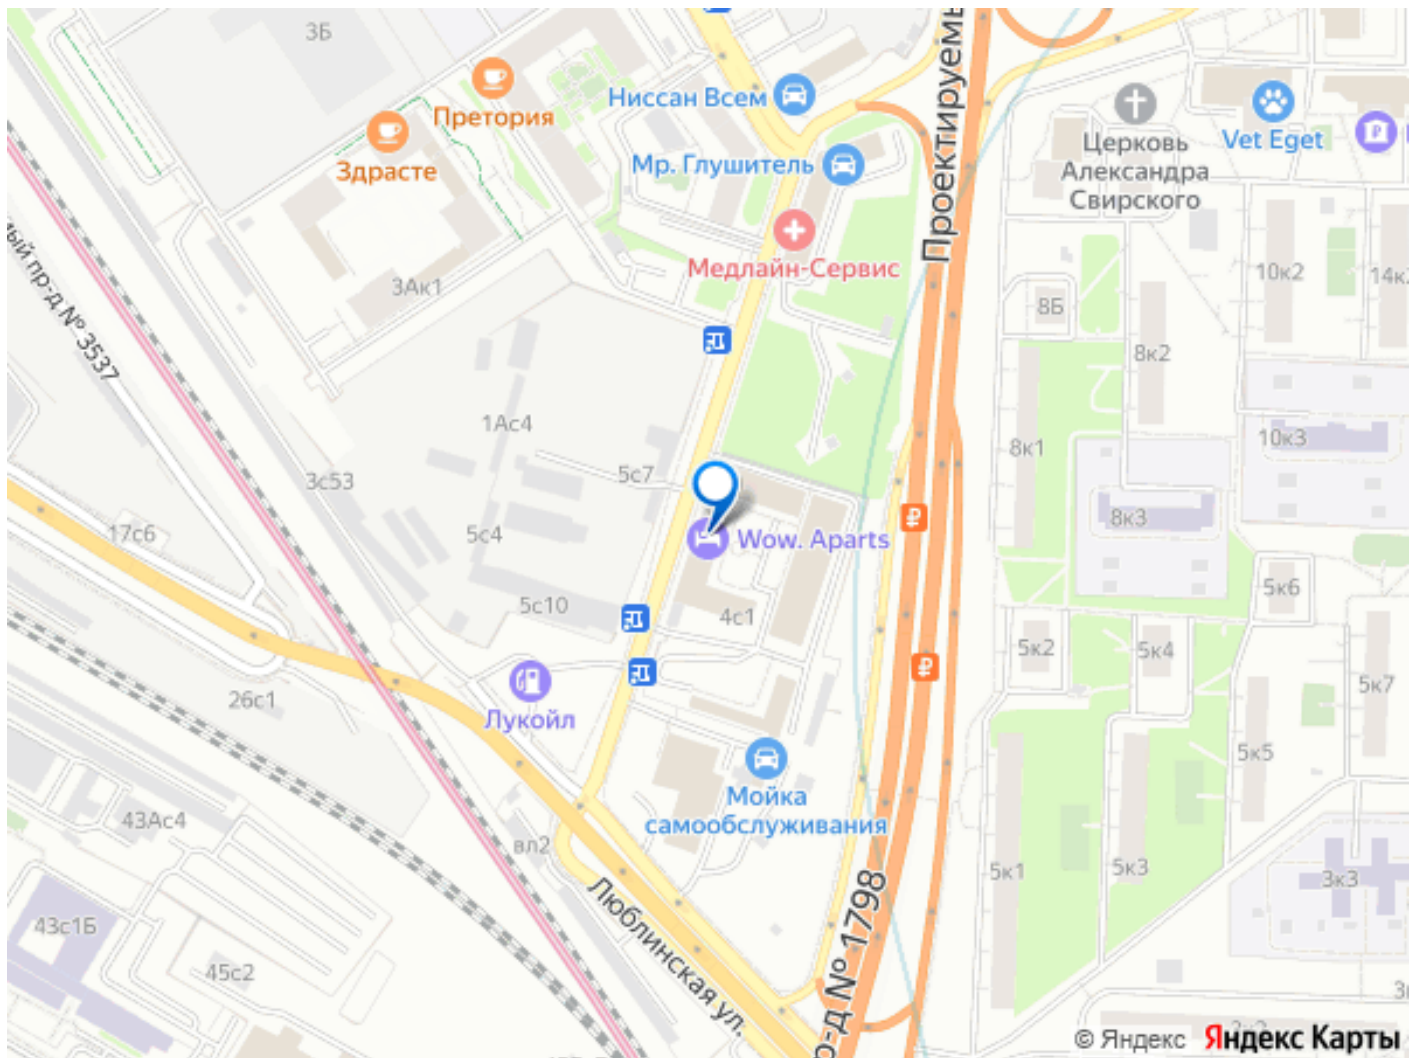 3Б
Претория
Здрасте
Ниссан Всем
Мр. Глушитель
Проектируемы
Церковь
Александра
Свирского
Vet Eget
Медлайн-Сервис
3Ак1
10к2
14к
8Б
8к2
ый пр-д № 3537
1Ас4
8к1
10к3
3с53
5с7
17с6
5с4
Wow. Aparts
8к3
5с10
4с1
5к6
5к2
5к4
26с1
5к7
Лукойл
5к5
Мойка
самообслуживания
43Ас4
вл2
5к1
5к3
3к3
43с1Б
Люблинская ул.
о-д № 1798
45с2
© Яндекс
Яндекс Карты